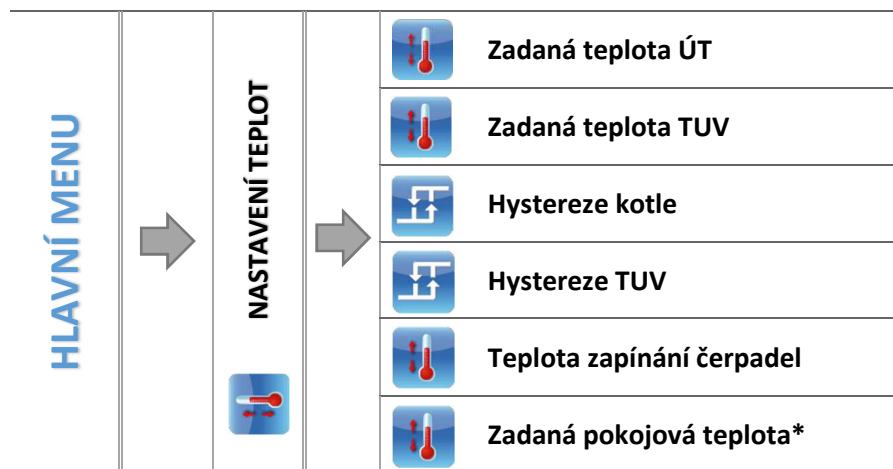 HLAVNÍ MENU
NASTAVENÍ TEPLOT
Zadaná teplota ÚT
Zadaná teplota TUV
Hystereze kotle
Hystereze TUV
Teplota zapínání čerpadel
Zadaná pokojová teplota*